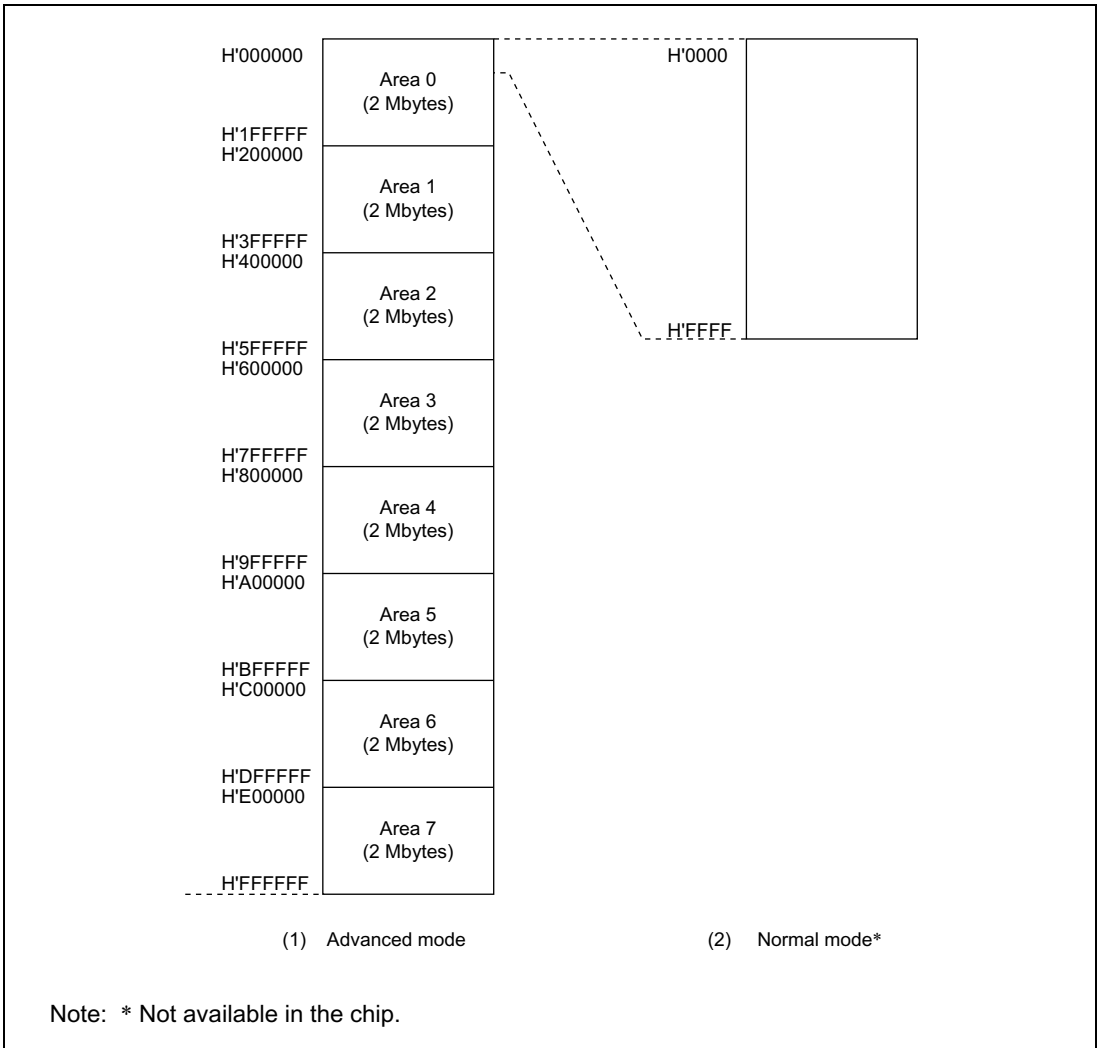 H'000000
Area 0
(2 Mbytes)
H'1FFFFF
H'200000
Area 1
(2 Mbytes)
H'3FFFFF
H'400000
Area 2
(2 Mbytes)
H'5FFFFF
H'600000
Area 3
(2 Mbytes)
H'7FFFFF
H'800000
Area 4
(2 Mbytes)
H'9FFFFF
H'A00000
Area 5
(2 Mbytes)
H'BFFFFF
H'C00000
Area 6
(2 Mbytes)
H'DFFFFF
H'E00000
Area 7
(2 Mbytes)
H'FFFFFF
(1) Advanced mode
H'0000
H'FFFF
(2) Normal mode*
Note: * Not available in the chip.